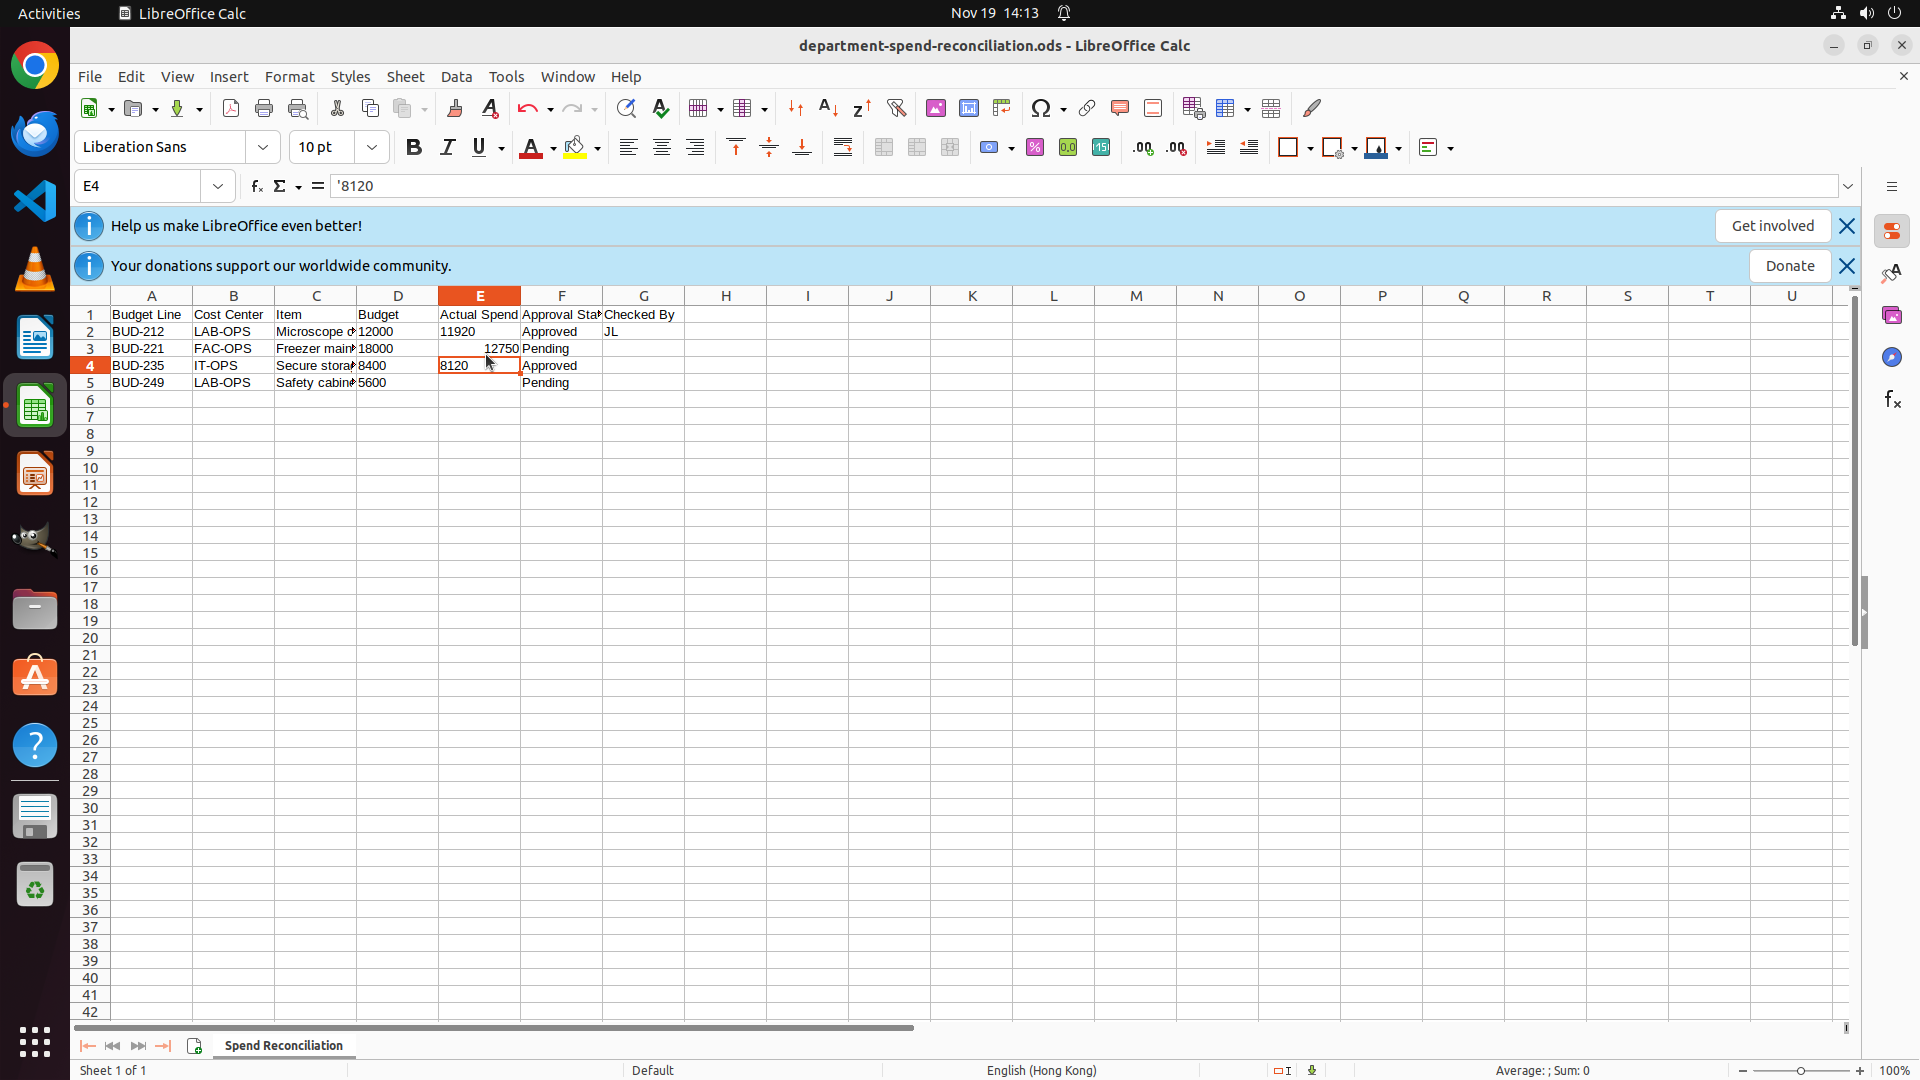 Activities
LibreOffice Calc
Nov 19 14:13
department-spend-reconciliation.ods - LibreOffice Calc
File Edit View Insert Format Styles Sheet Data Tools Window Help
Liberation Sans
10 pt
E4
'8120
Help us make LibreOffice even better!
Get involved
Your donations support our worldwide community.
Donate
A B C D E F G H I J K L M N O P Q R S T U
1 Budget Line Cost Center Item Budget Actual Spend Approval Sta Checked By
2 BUD-212 LAB-OPS Microscope 12000 11920 Approved JL
3 BUD-221 FAC-OPS Freezer main 18000 12750 Pending
4 BUD-235 IT-OPS Secure stora 8400 8120 Approved
5 BUD-249 LAB-OPS Safety cabin 5600 Pending
6
7
8
9
10
11
12
13
14
15
16
17
18
19
20
21
22
23
24
25
26
27
28
29
30
31
32
33
34
35
36
37
38
39
40
41
42
Spend Reconciliation
Sheet 1 of 1
Default
English (Hong Kong)
Average: ; Sum: 0
100%